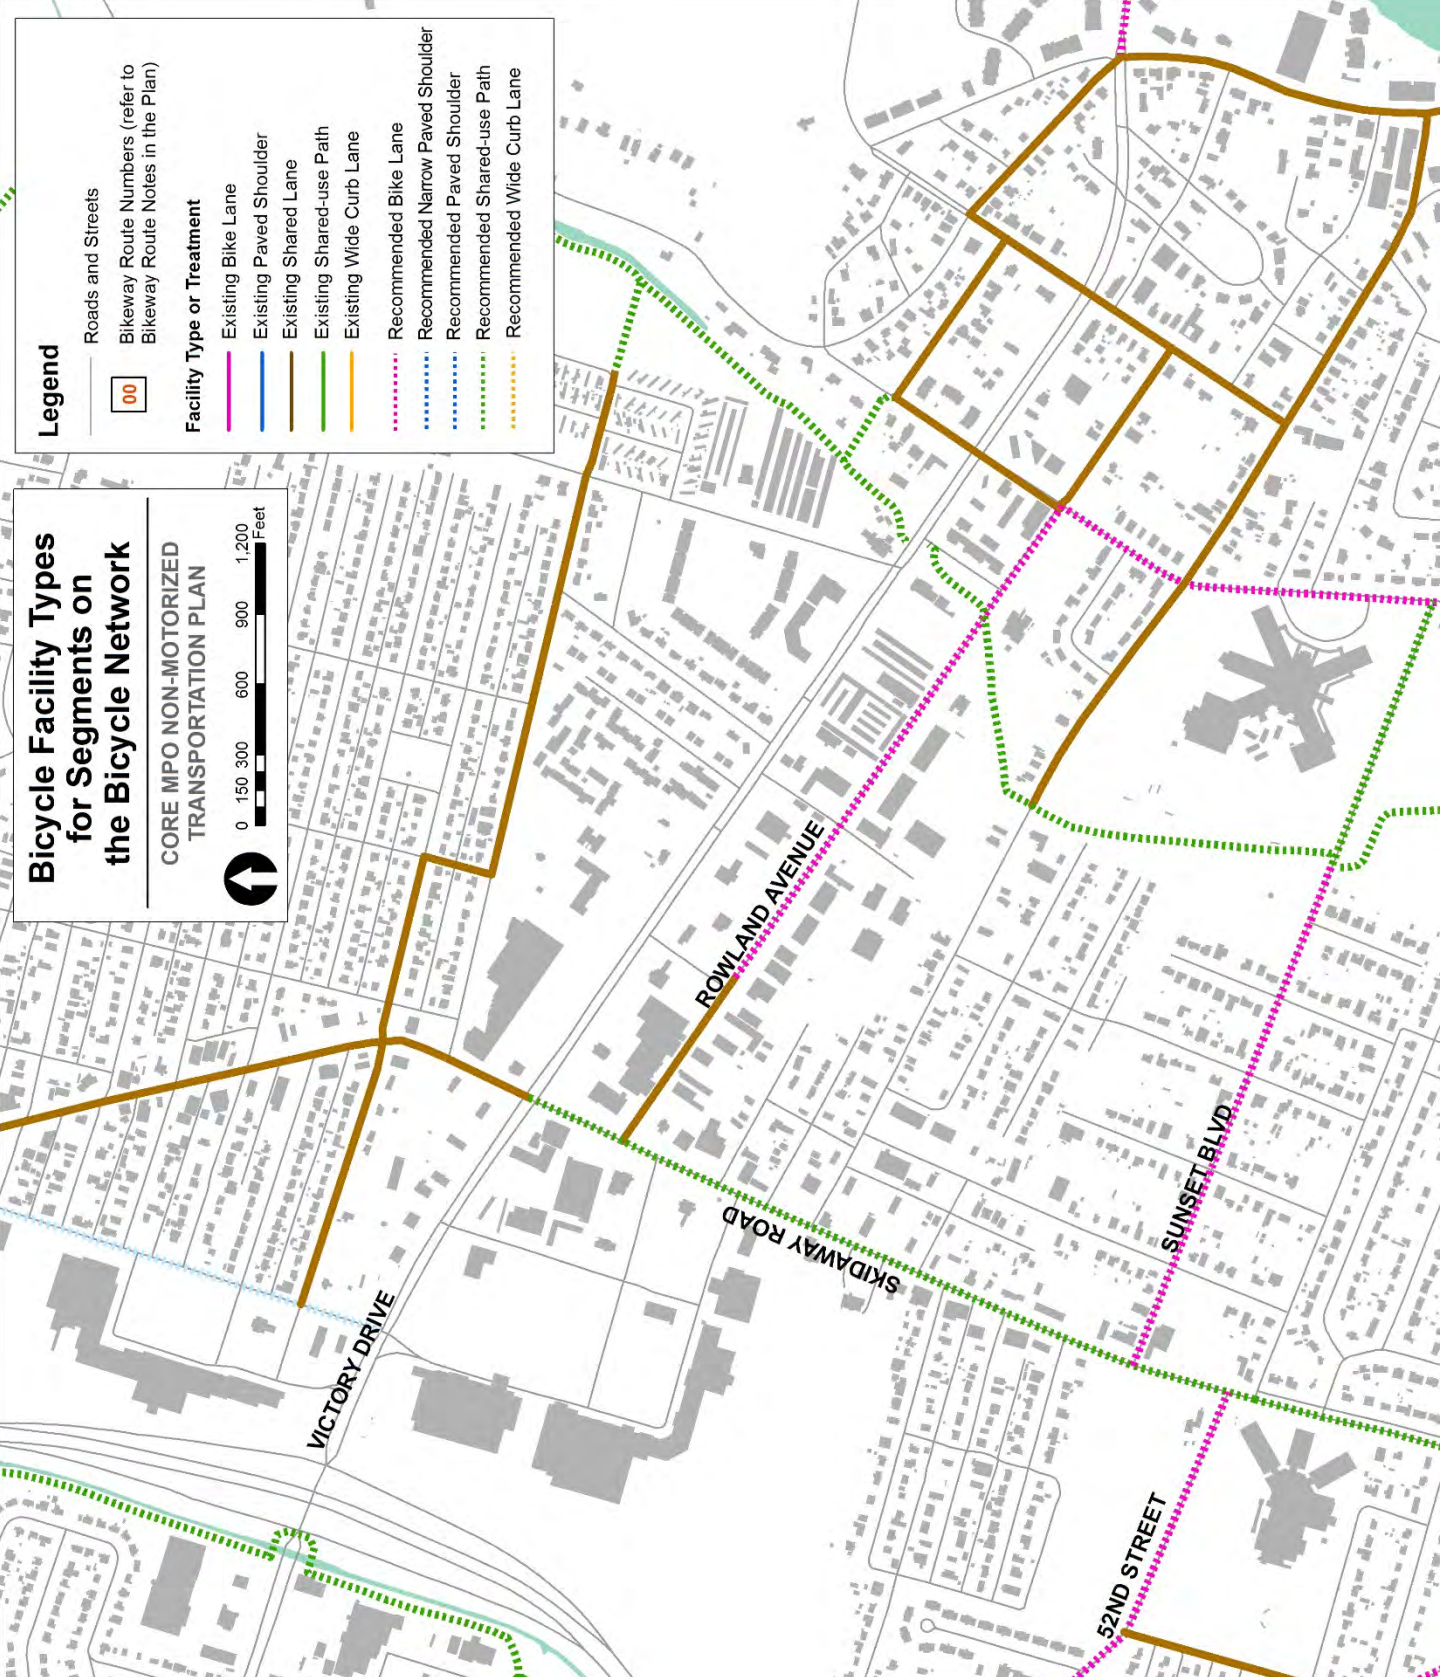 Legend
Roads and Streets
00
Bikeway Route Numbers (refer to
Bikeway Route Notes in the Plan)
Facility Type or Treatment
Existing Bike Lane
Existing Paved Shoulder
Existing Shared Lane
Existing Shared-use Path
Existing Wide Curb Lane
Recommended Bike Lane
Recommended Narrow Paved Shoulder
Recommended Paved Shoulder
Recommended Shared-use Path
Recommended Wide Curb Lane
Bicycle Facility Types
for Segments on
the Bicycle Network
CORE MPO NON-MOTORIZED
TRANSPORTATION PLAN
0 150 300 600 900 1,200
Feet
ROWLAND AVENUE
SKIDAWAY ROAD
VICTORY DRIVE
SUNSET BLVD
52ND STREET